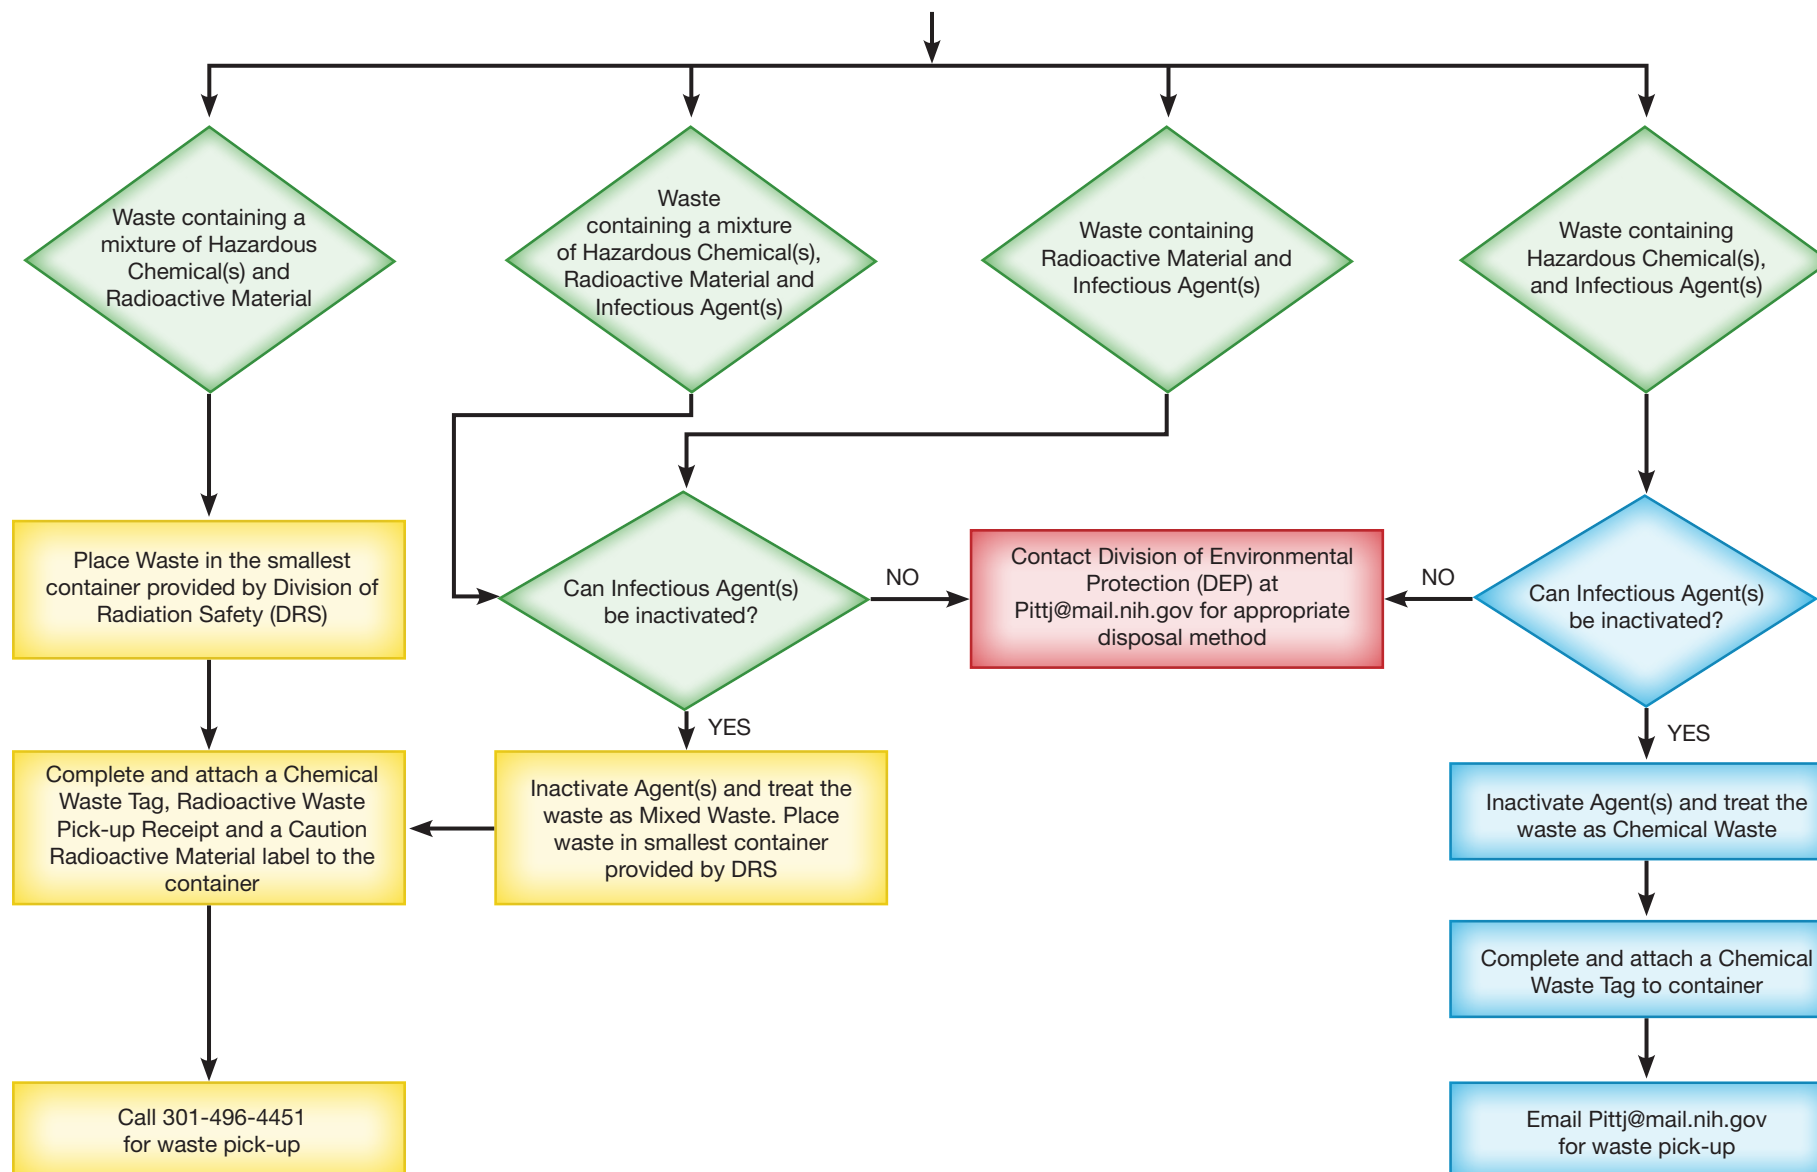 Waste containing a
mixture of Hazardous
Chemical(s) and
Radioactive Material
Waste
containing a mixture
of Hazardous Chemical(s),
Radioactive Material and
Infectious Agent(s)
Waste containing
Radioactive Material and
Infectious Agent(s)
Waste containing
Hazardous Chemical(s),
and Infectious Agent(s)
Place Waste in the smallest
container provided by Division of
Radiation Safety (DRS)
Can Infectious Agent(s)
be inactivated?
NO
Contact Division of Environmental
Protection (DEP) at
Pittj@mail.nih.gov for appropriate
disposal method
NO
Can Infectious Agent(s)
be inactivated?
YES
YES
Complete and attach a Chemical
Waste Tag, Radioactive Waste
Pick-up Receipt and a Caution
Radioactive Material label to the
container
Inactivate Agent(s) and treat the
waste as Mixed Waste. Place
waste in smallest container
provided by DRS
Inactivate Agent(s) and treat the
waste as Chemical Waste
Complete and attach a Chemical
Waste Tag to container
Call 301-496-4451
for waste pick-up
Email Pittj@mail.nih.gov
for waste pick-up